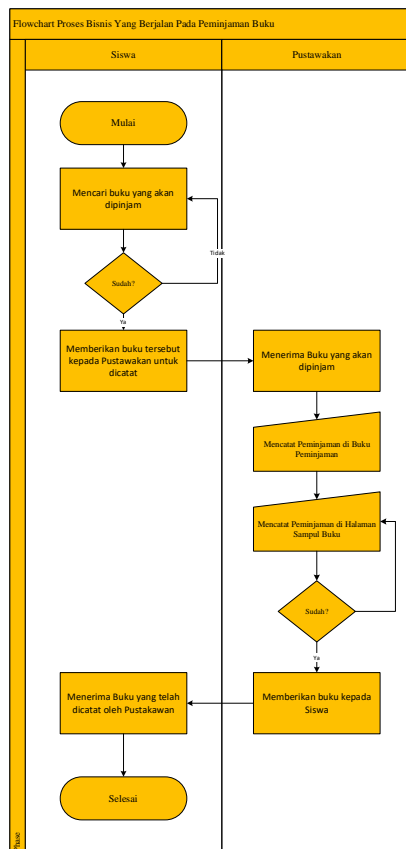 Flowchart Proses Bisnis Yang Berjalan Pada Peminjaman Buku
Siswa
Pustawakan
Mulai
Mencari buku yang akan
dipinjam
Tidak
Sudah?
Ya
Memberikan buku tersebut
kepada Pustawakan untuk
dicatat
Menerima Buku yang akan
dipinjam
Mencatat Peminjaman di Buku
Peminjaman
Mencatat Peminjaman di Halaman
Sampul Buku
Sudah?
Ya
Menerima Buku yang telah
dicatat oleh Pustakawan
Memberikan buku kepada
Siswa
Selesai
Phase